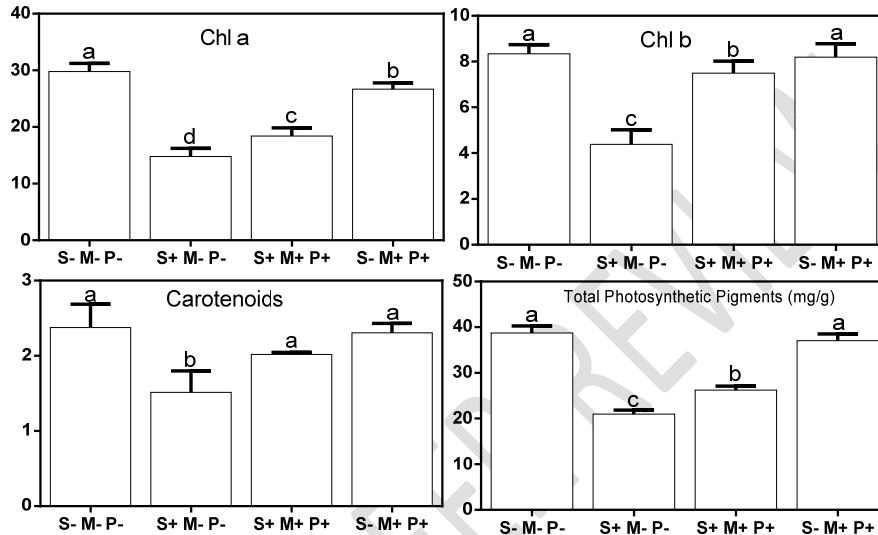 Chl a
40
30
20
10
0
a
d
c
b
S- M- P- S+ M- P- S+ M+ P+ S- M+ P+
Chl b
10
8
6
4
2
0
a
c
b
a
S- M- P- S+ M- P- S+ M+ P+ S- M+ P+
Carotenoids
3
2
1
0
a
b
a
a
S- M- P- S+ M- P- S+ M+ P+ S- M+ P+
Total Photosynthetic Pigments (mg/g)
50
40
30
20
10
0
a
c
b
a
S- M- P- S+ M- P- S+ M+ P+ S- M+ P+
REVIEW